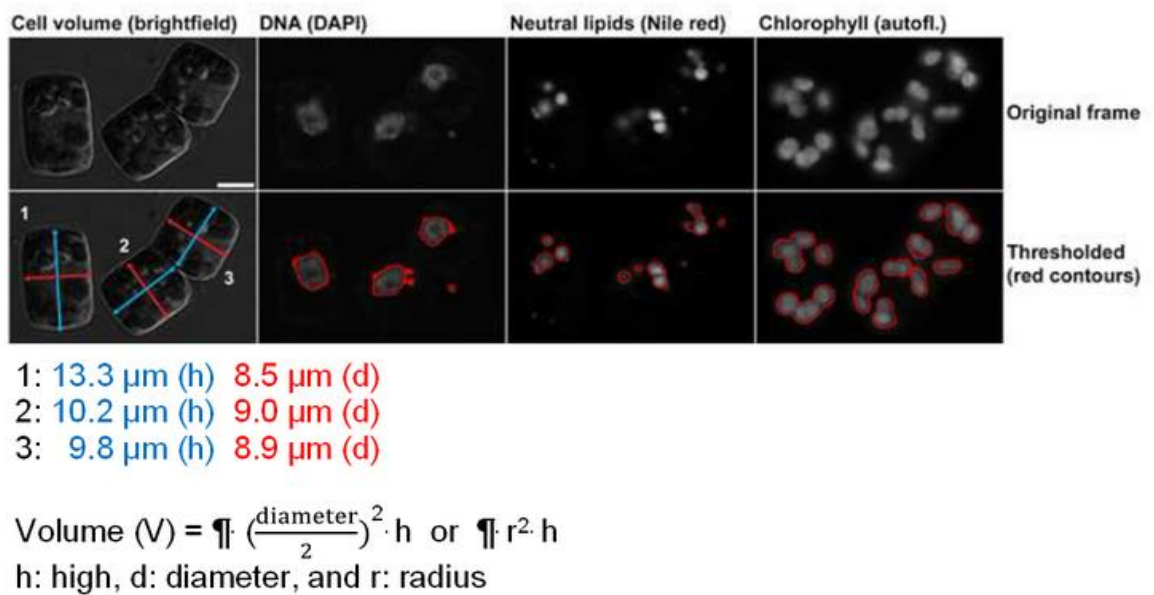 Cell volume (brightfield) DNA (DAPI) Neutral lipids (Nile red) Chlorophyll (autofl.)
Original frame
1
2
3
Thresholded
(red contours)
1: 13.3 µm (h) 8.5 µm (d)
2: 10.2 µm (h) 9.0 µm (d)
3: 9.8 µm (h) 8.9 µm (d)
Volume (V) = ¶· (diameter/2)²· h or ¶· r²· h
h: high, d: diameter, and r: radius